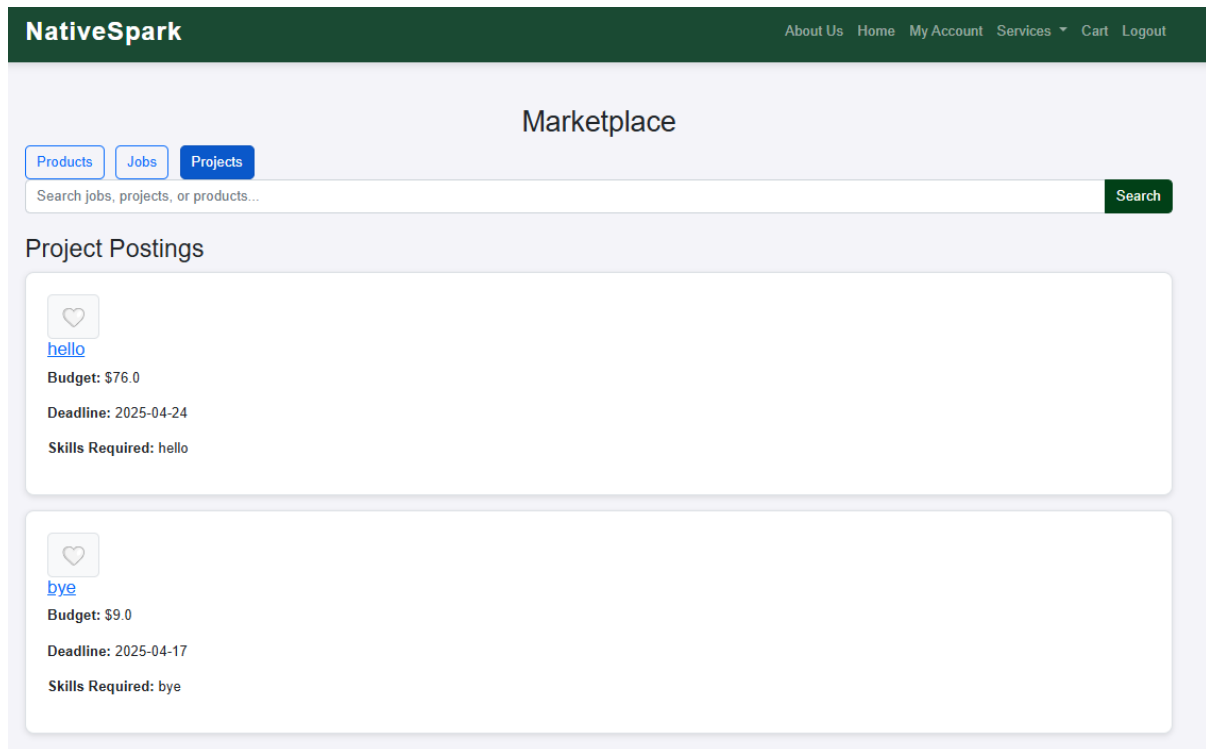 NativeSpark
About Us Home My Account Services Cart Logout
Marketplace
Products Jobs Projects
Search jobs, projects, or products... Search
Project Postings
hello
Budget: $76.0
Deadline: 2025-04-24
Skills Required: hello
bye
Budget: $9.0
Deadline: 2025-04-17
Skills Required: bye